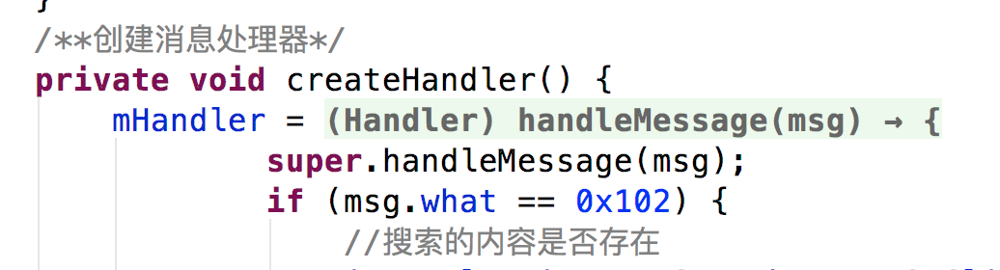 }
/**创建消息处理器*/
private void createHandler() {
mHandler = (Handler) handleMessage(msg) → {
super.handleMessage(msg);
if (msg.what == 0x102) {
//搜索的内容是否存在